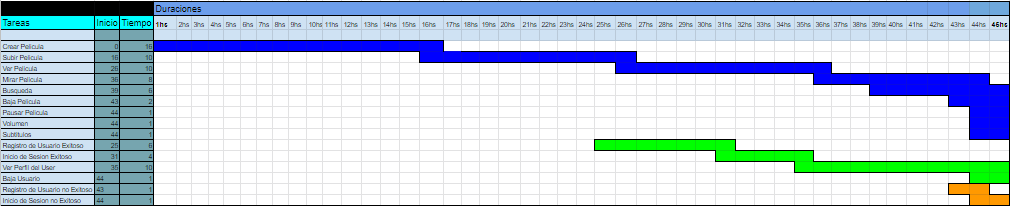 Duraciones
Tareas Inicio Tiempo 1hs 2hs 3hs 4hs 5hs 6hs 7hs 8hs 9hs 10hs 11hs 12hs 13hs 14hs 15hs 16hs 17hs 18hs 19hs 20hs 21hs 22hs 23hs 24hs 25hs 26hs 27hs 28hs 29hs 30hs 31hs 32hs 33hs 34hs 35hs 36hs 37hs 38hs 39hs 40hs 41hs 42hs 43hs 44hs 45hs
Crear Pelicula 0 16
Subir Pelicula 16 10
Ver Pelicula 26 10
Mirar Pelicula 36 8
Busqueda 39 6
Baja Pelicula 43 2
Pausar Pelicula 44 1
Volumen 44 1
Subtitulos 44 1
Registro de Usuario Exitoso 25 6
Inicio de Sesion Exitoso 31 4
Ver Perfil del User 35 10
Baja Usuario 44 1
Registro de Usuario no Exitoso 43 1
Inicio de Sesion no Exitoso 44 1